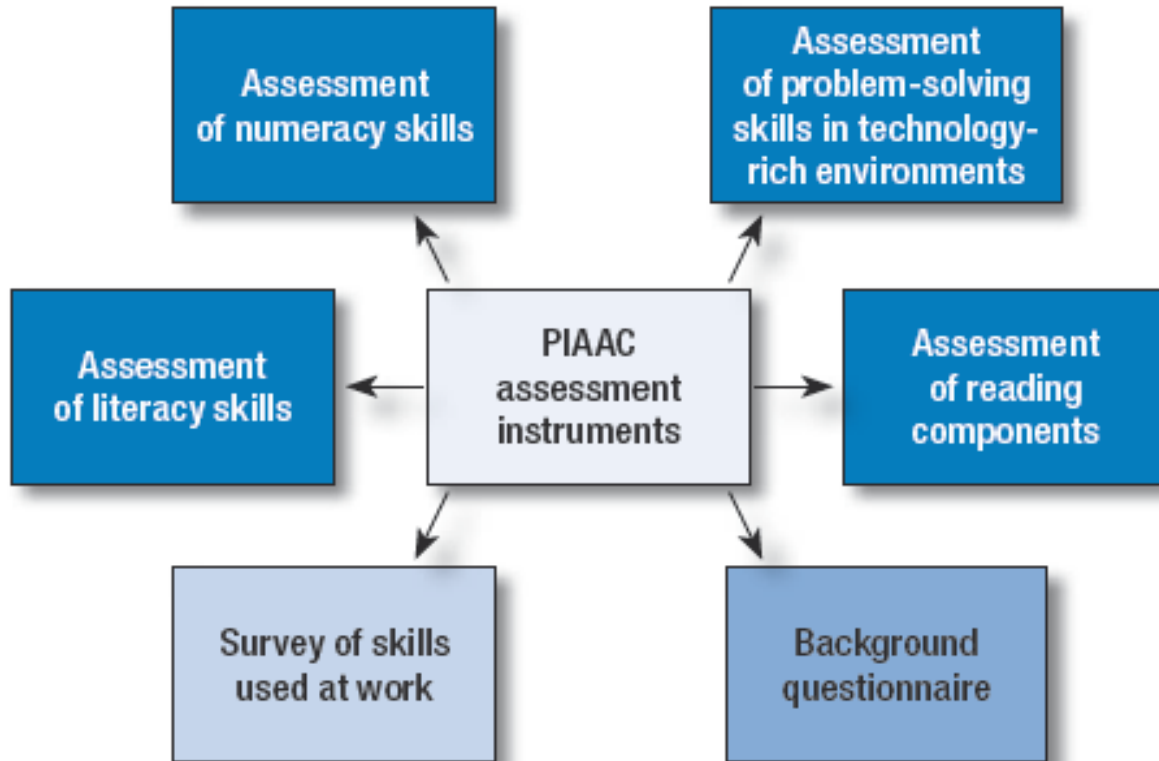 Assessment
of numeracy skills
Assessment
of problem-solving
skills in technology-
rich environments
Assessment
of literacy skills
PIAAC
assessment
instruments
Assessment
of reading
components
Survey of skills
used at work
Background
questionnaire